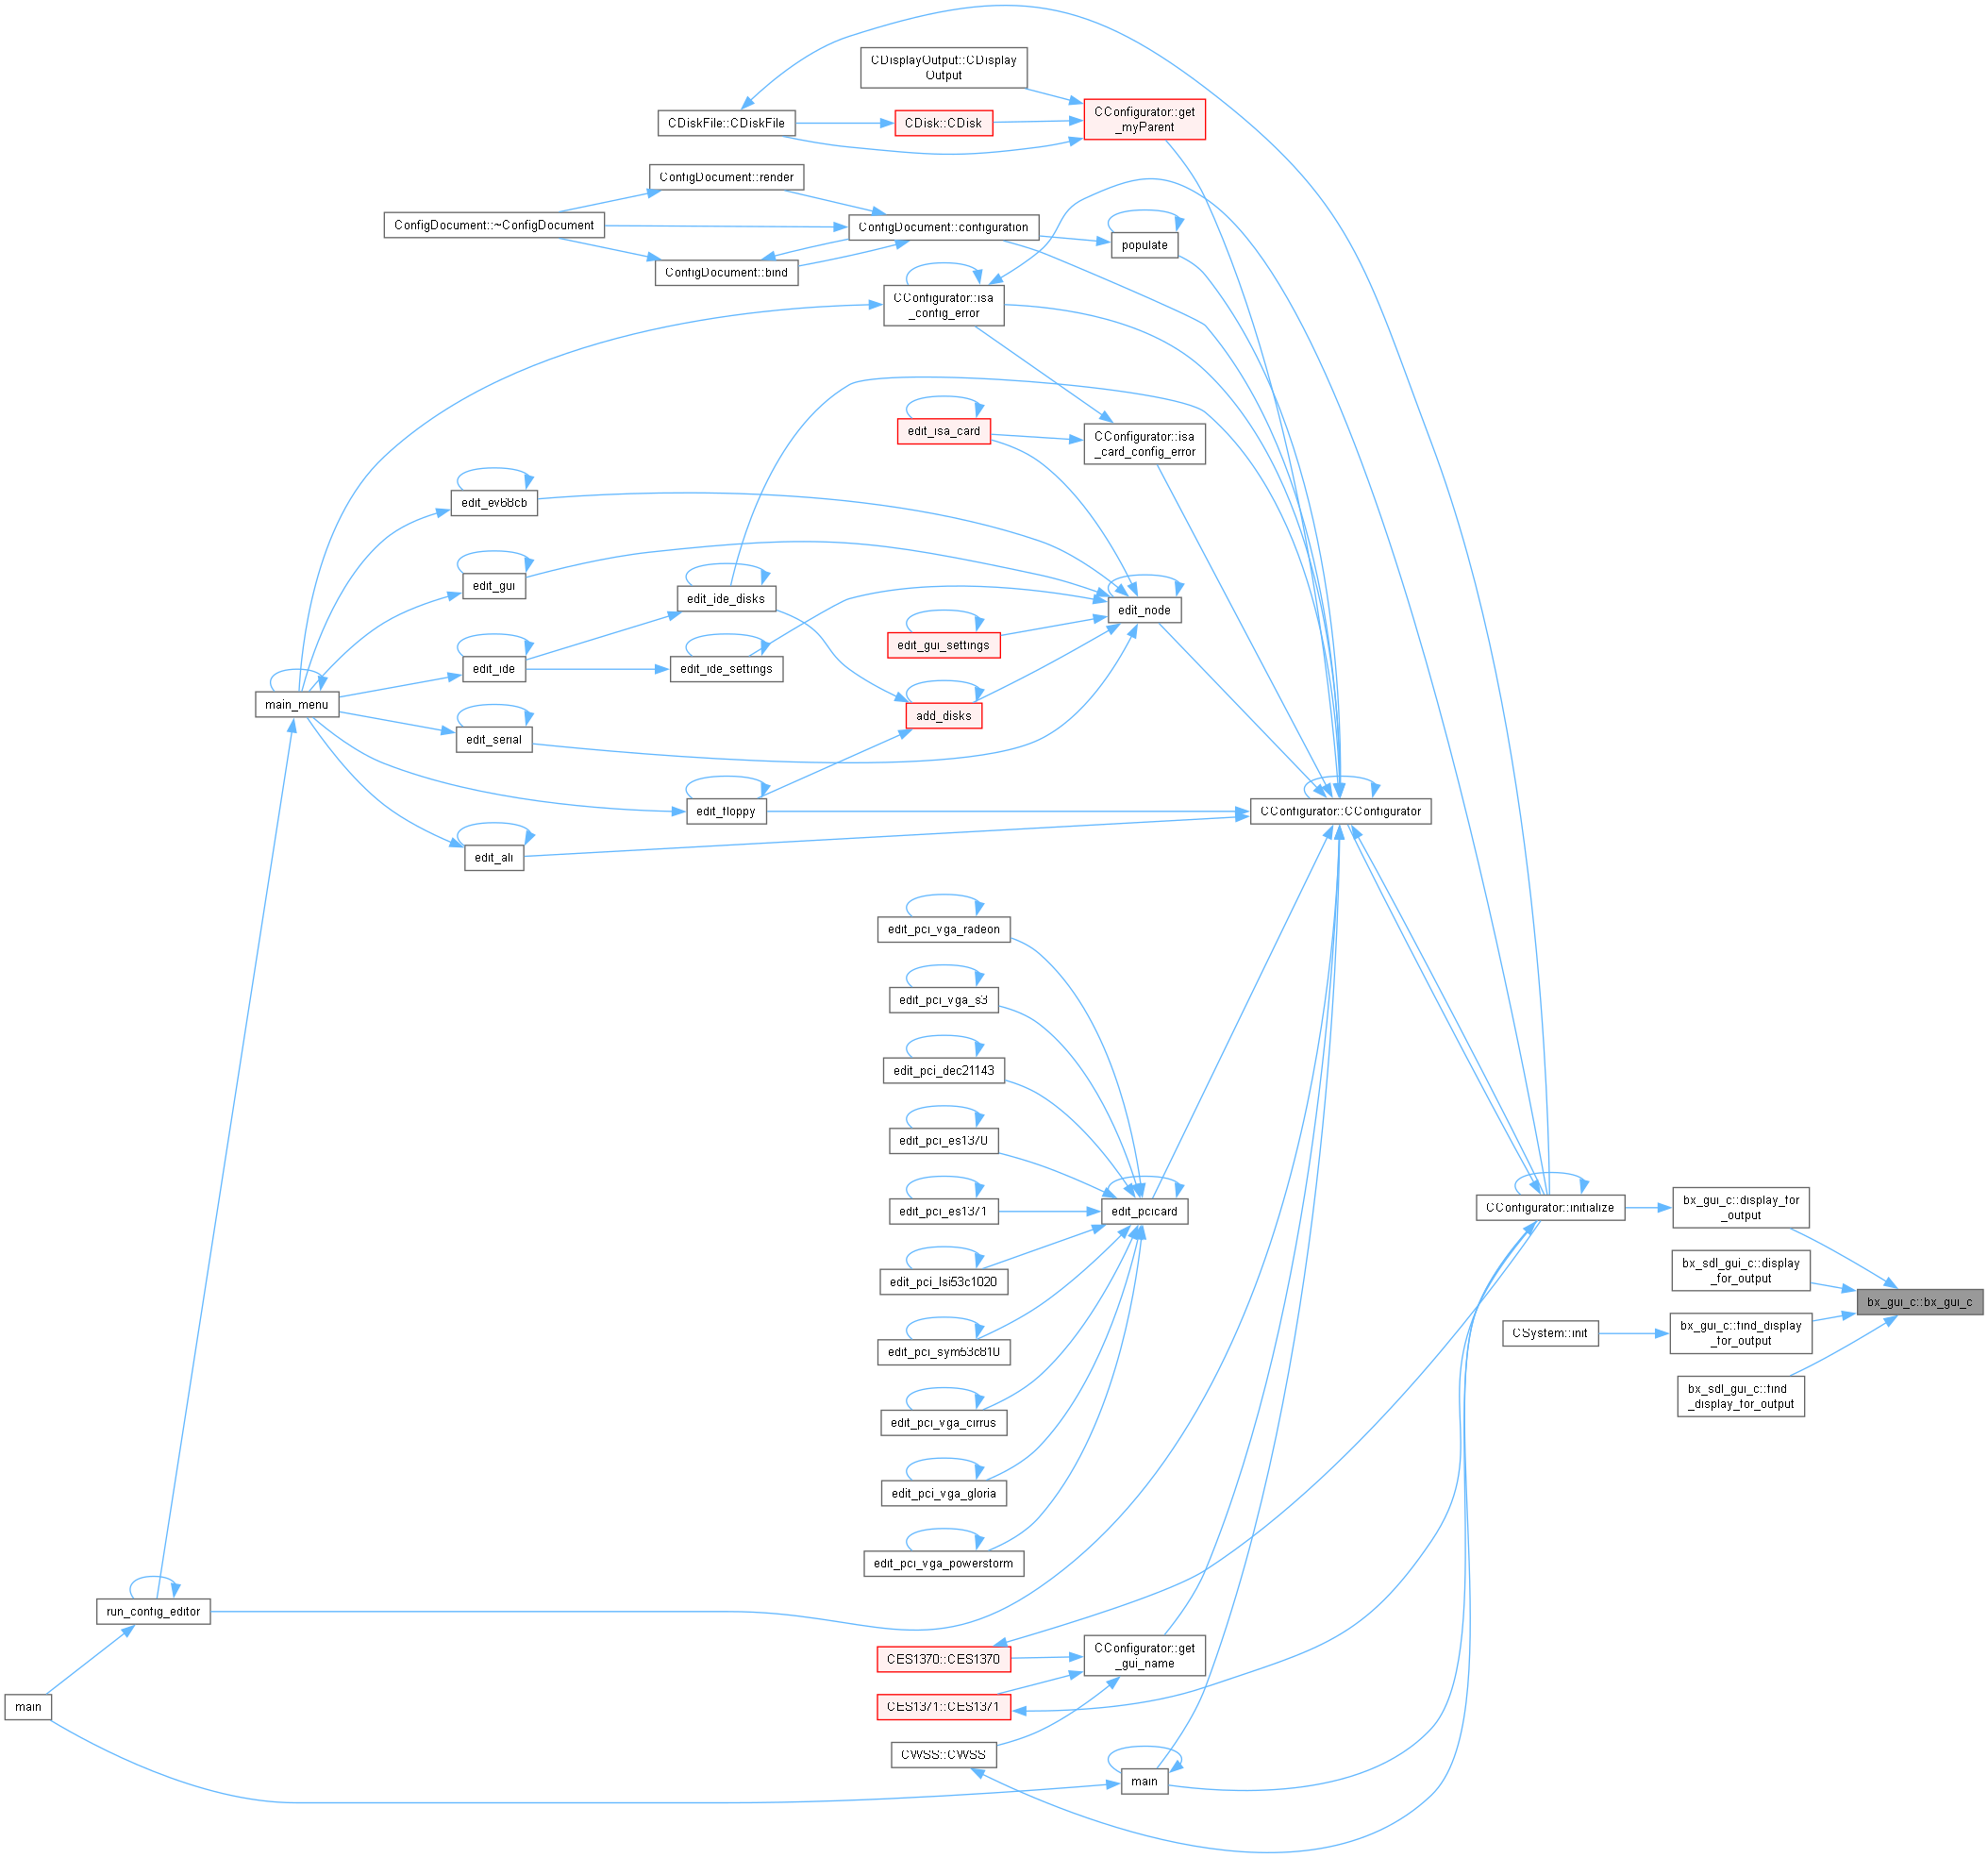 CDisplayOutput::CDisplay
Output
CConfigurator::get
_myParent
CDiskFile::CDiskFile
CDisk::CDisk
ConfigDocument::render
ConfigDocument::~ConfigDocument
ConfigDocument::configuration
populate
ConfigDocument::bind
CConfigurator::isa
_config_error
edit_isa_card
CConfigurator::isa
_card_config_error
edit_ev68cb
edit_gui
edit_ide_disks
edit_node
edit_gui_settings
edit_ide
edit_ide_settings
main_menu
add_disks
edit_serial
edit_floppy
CConfigurator::CConfigurator
edit_ali
edit_pci_vga_radeon
edit_pci_vga_s3
edit_pci_dec21143
edit_pci_es1370
edit_pci_es1371
edit_pcicard
CConfigurator::initialize
bx_gui_c::display_for
_output
edit_pci_lsi53c1020
bx_sdl_gui_c::display
_for_output
bx_gui_c::bx_gui_c
CSystem::init
bx_gui_c::find_display
_for_output
edit_pci_sym53c810
bx_sdl_gui_c::find
_display_for_output
edit_pci_vga_cirrus
edit_pci_vga_gloria
edit_pci_vga_powerstorm
run_config_editor
CConfigurator::get
_gui_name
CES1370::CES1370
main
CES1371::CES1371
CWSS::CWSS
main